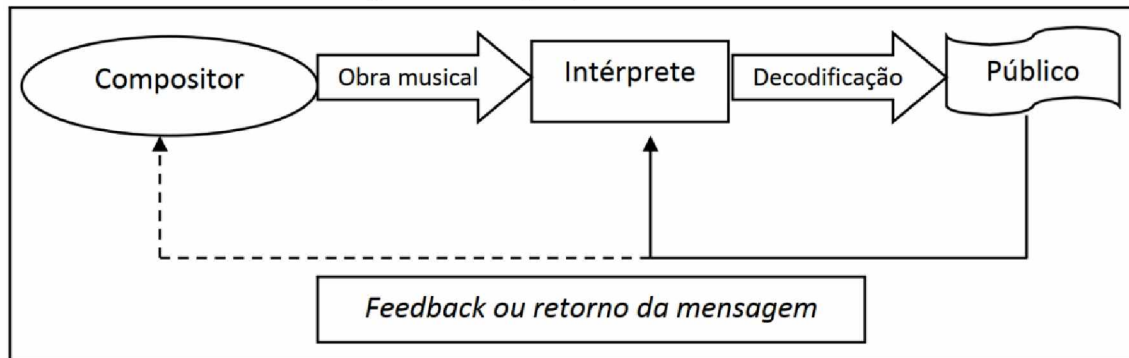 Compositor
Obra musical
Intérprete
Decodificação
Público
Feedback ou retorno da mensagem